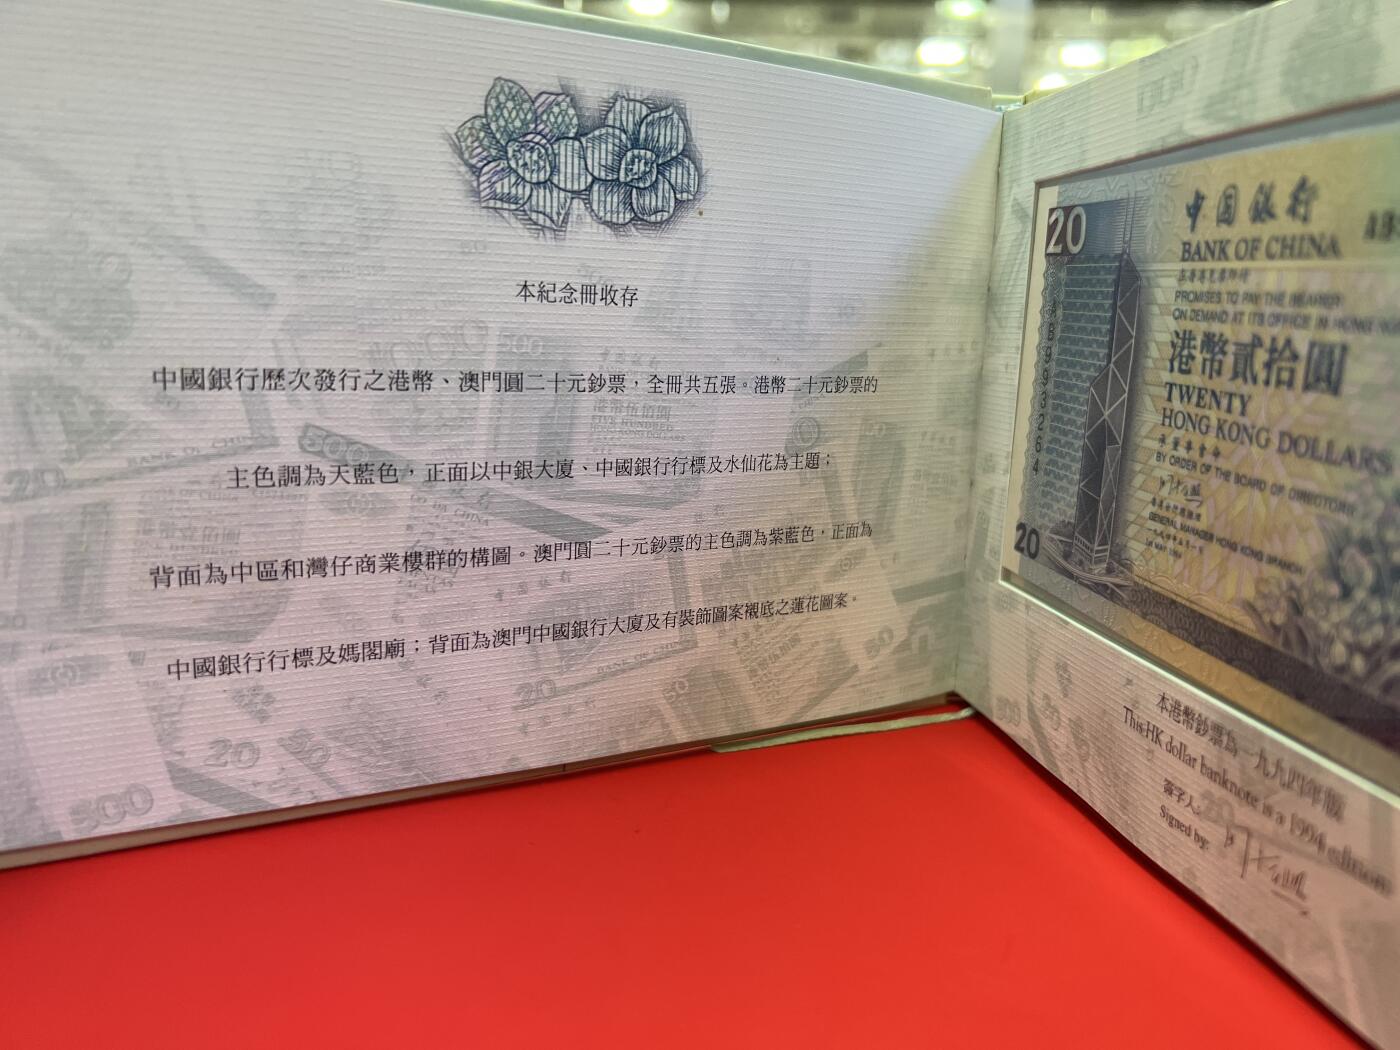 本紀念冊收存
中國銀行歷次發行之港幣、澳門圓二十元鈔票，全冊共五張。港幣二十元鈔票的
主色調為天藍色，正面以中銀大廈、中國銀行行標及水仙花為主題；
背面為中區和灣仔商業樓群的構圖。澳門圓二十元鈔票的主色調為紫藍色，正面為
中國銀行行標及媽閣廟；背面為澳門中國銀行大廈及有裝飾圖案襯底之蓮花圖案。
20
中国银行
BANK OF CHINA
PROMISES TO PAY THE BEARER
ON DEMAND AT ITS OFFICE IN HONG KONG
港幣貳拾圓
TWENTY
HONG KONG DOLLARS
承董事會命
BY ORDER OF THE BOARD OF DIRECTORS
GENERAL MANAGER HONG KONG BRANCH
AB993264
20
本港幣鈔票為一九九四年版
This HK dollar banknote is a 1994 edition
簽字人:
Signed by: